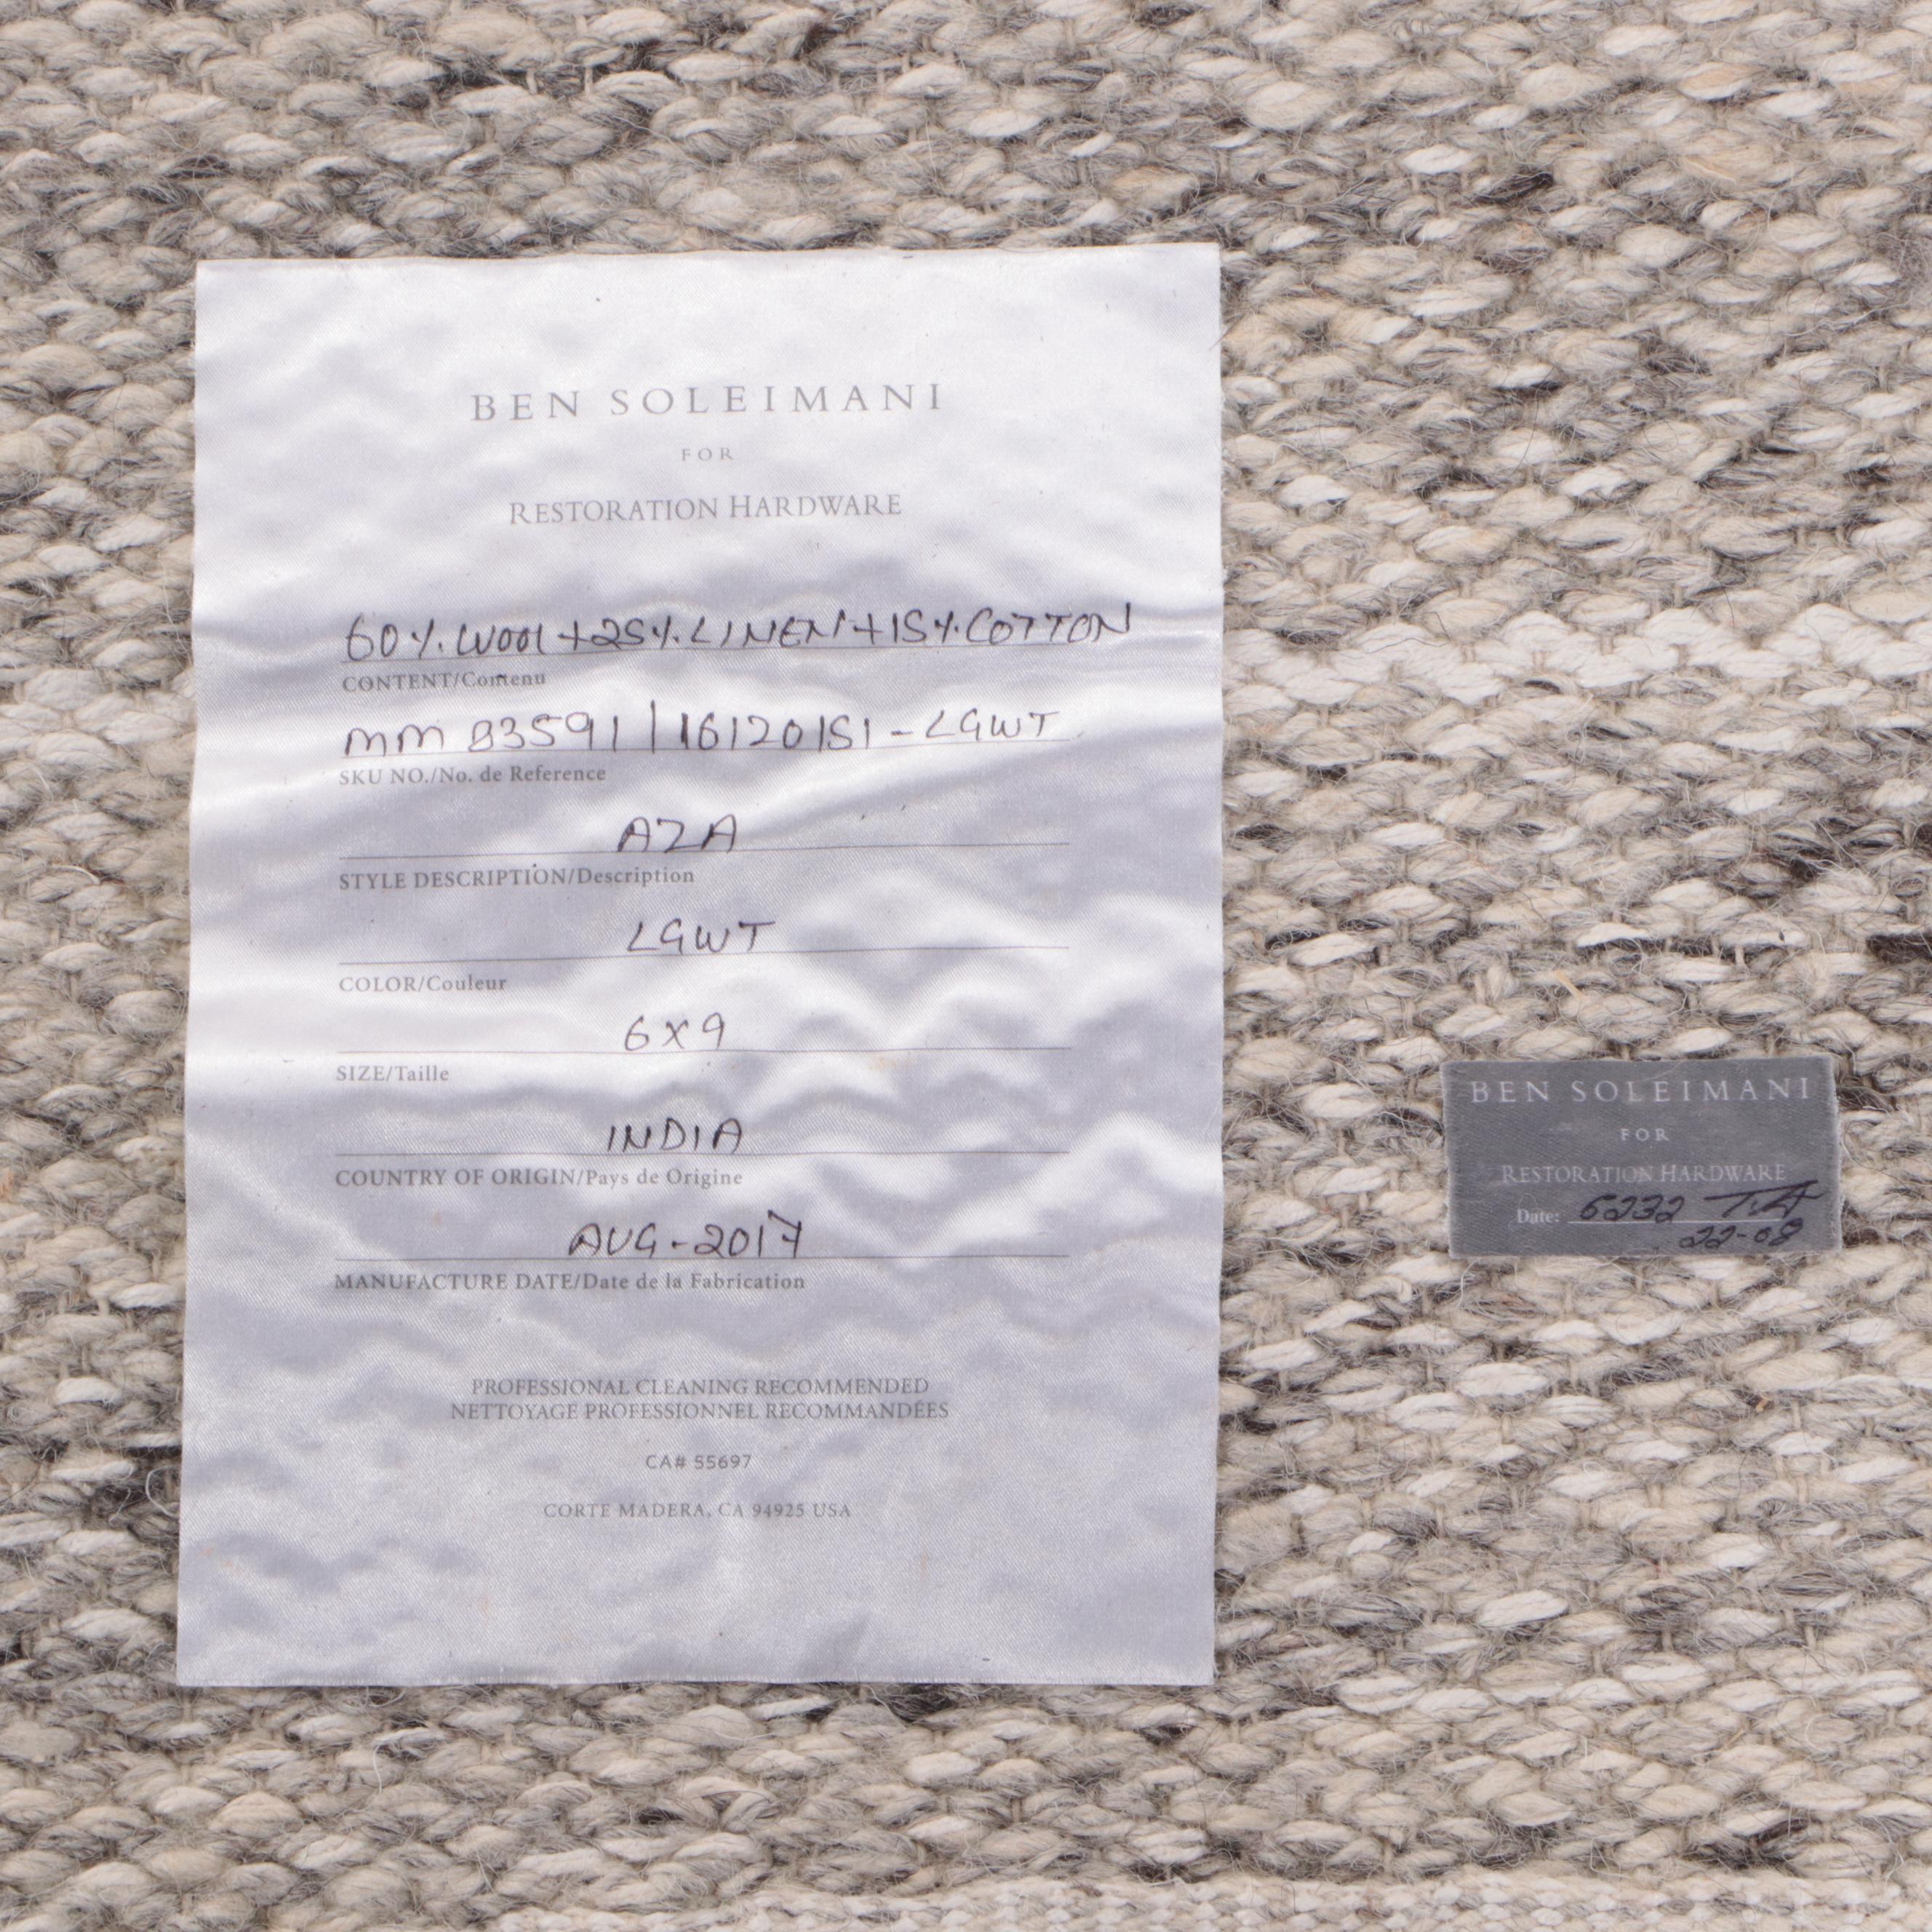 BEN SOLEIMANI
FOR
RESTORATION HARDWARE
60%. WOOL+25%.LINEN+15%.COTTON
CONTENT/Contenu
MM 83591 | 16120151-LGWT
SKU NO./No. de Reference
AZA
STYLE DESCRIPTION/Description
LGWT
COLOR/Couleur
6X9
SIZE/Taille
INDIA
COUNTRY OF ORIGIN/Pays de Origine
AUG-2017
MANUFACTURE DATE/Date de la Fabrication
PROFESSIONAL CLEANING RECOMMENDED
NETTOYAGE PROFESSIONNEL RECOMMANDÉES
CA# 55697
CORTE MADERA, CA 94925 USA
BEN SOLEIMANI
FOR
RESTORATION HARDWARE
Date: 6232 T.A
22-08